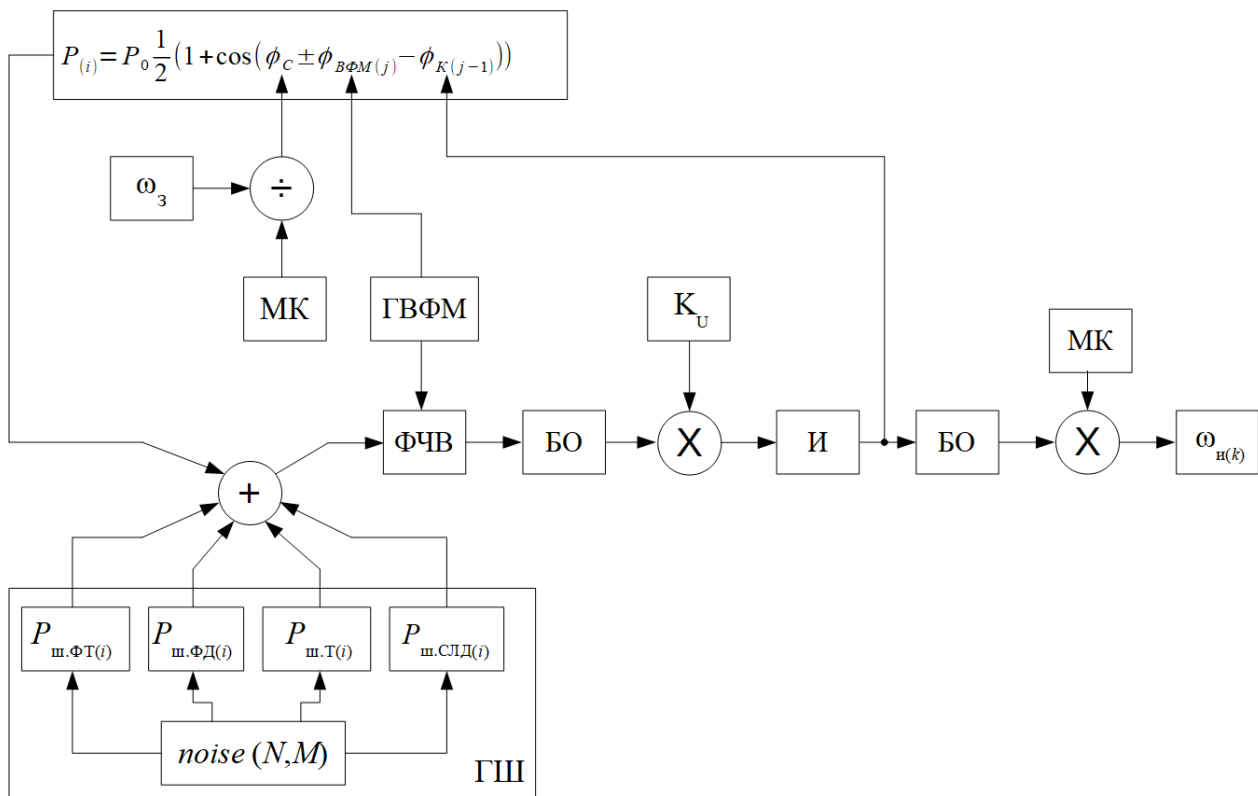 P(i)=P0 1/2 (1+cos(ϕC±ϕВФМ(j)−ϕК(j−1)))
ωЗ
÷
МК
ГВФМ
KU
МК
ФЧВ
БО
X
И
БО
X
ωи(k)
+
Pш.ФТ(i)
Pш.ФД(i)
Pш.Т(i)
Pш.СЛД(i)
noise (N,M)
ГШ